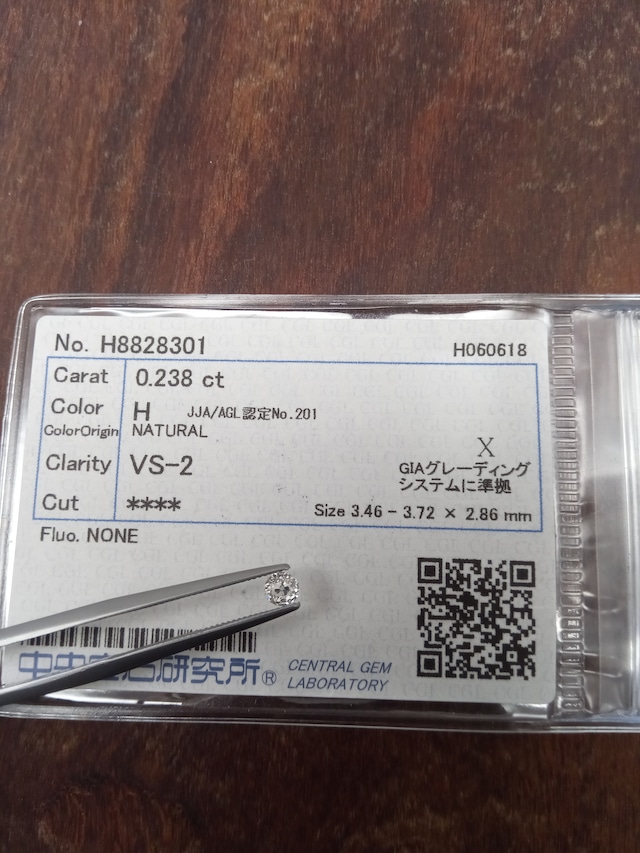 No. H8828301
H060618
Carat 0.238 ct
Color H JJA/AGL認定No.201
ColorOrigin NATURAL
Clarity VS-2
X
GIAグレーディング
システムに準拠
Cut ****
Size 3.46 - 3.72 × 2.86 mm
Fluo. NONE
中央宝石研究所®
CENTRAL GEM
LABORATORY